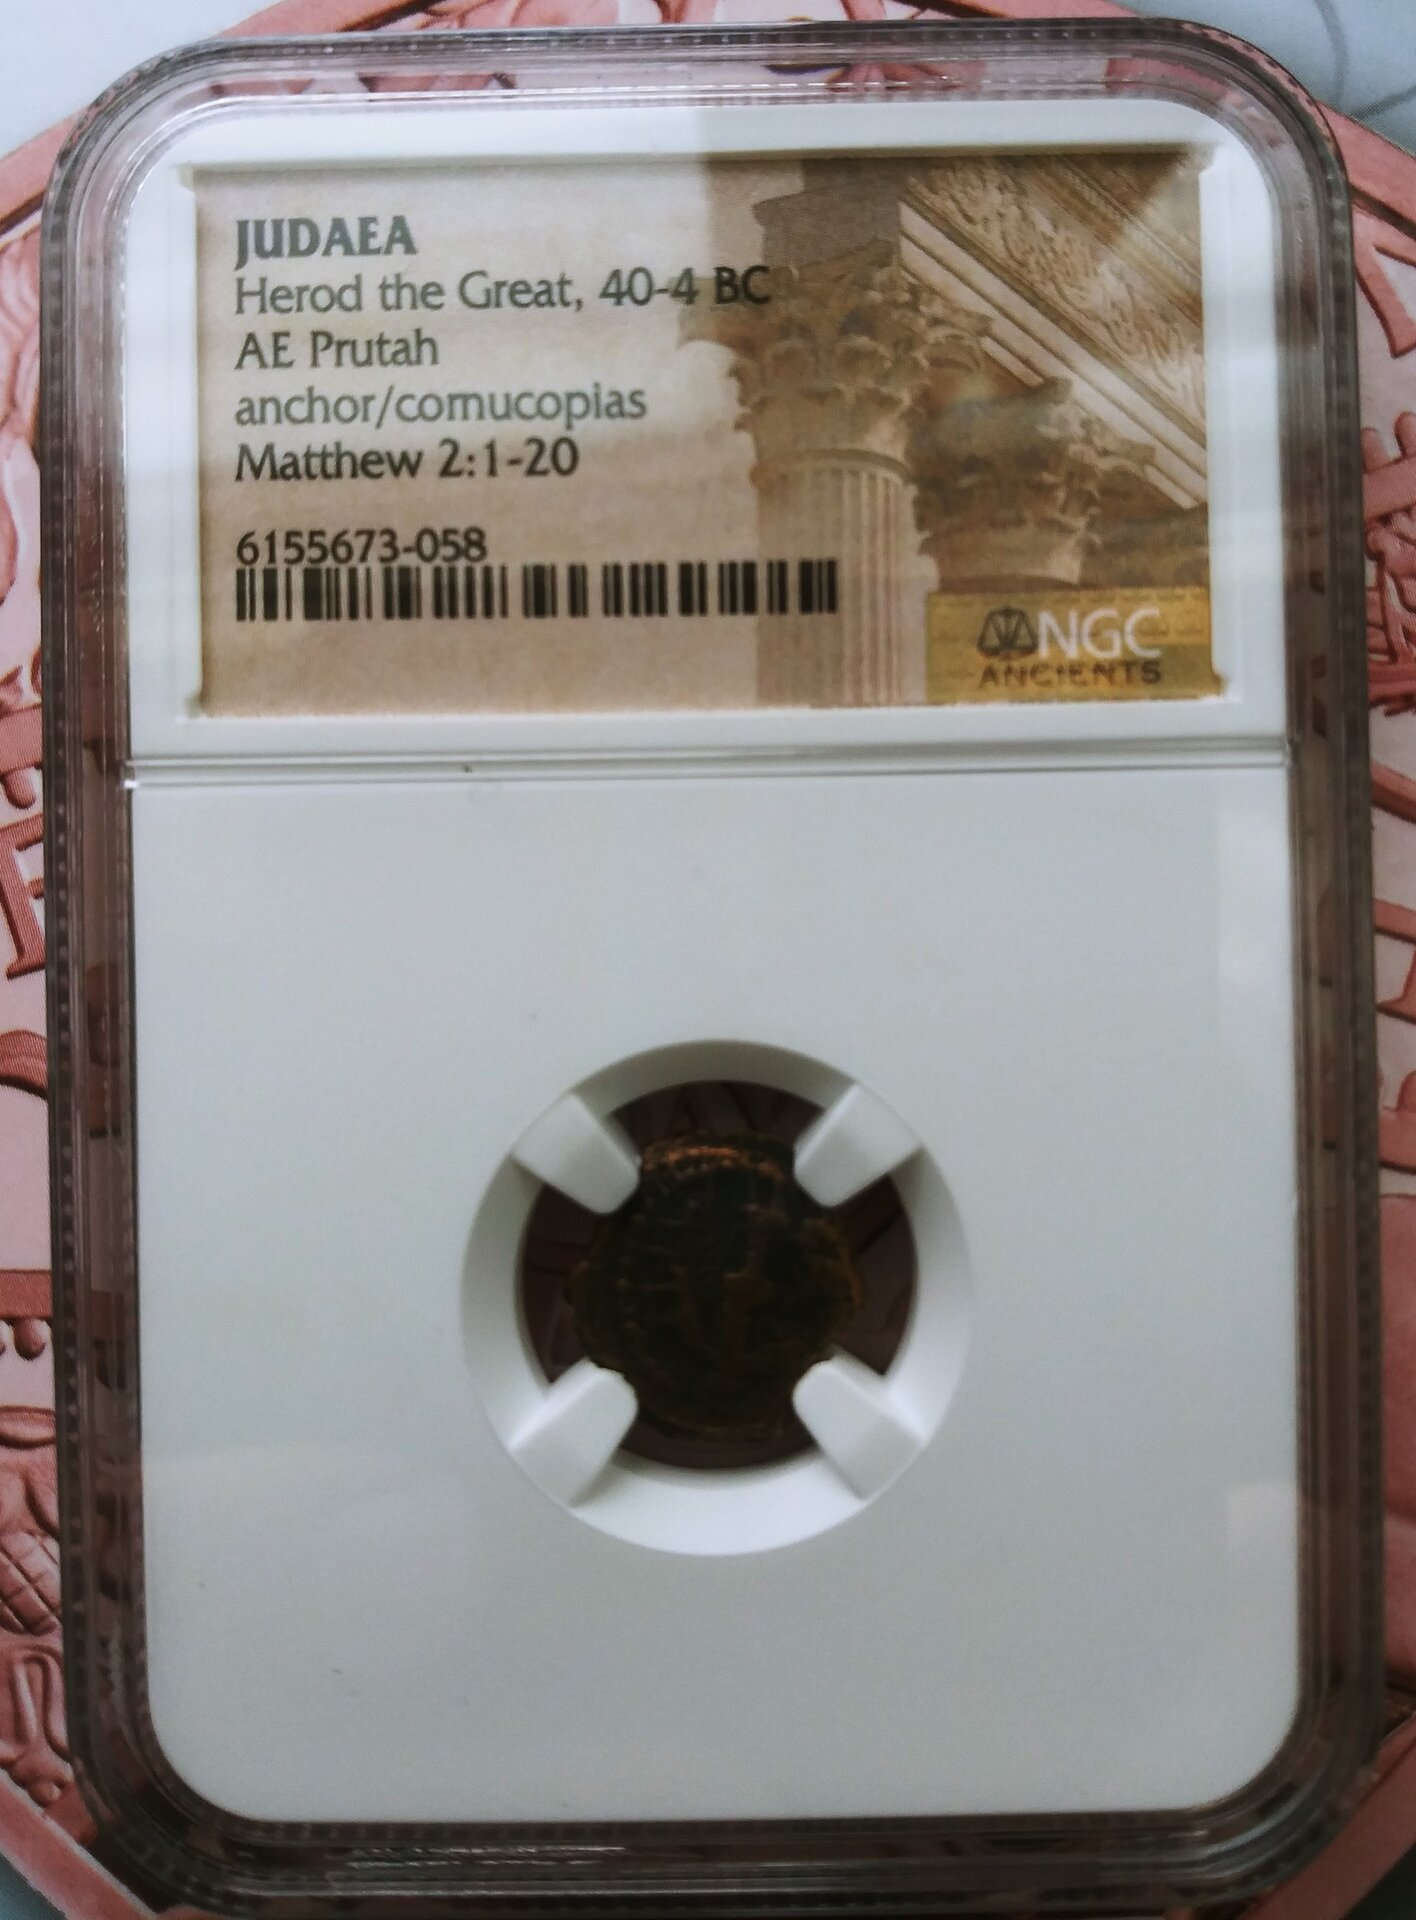 JUDAEA
Herod the Great, 40-4 BC
AE Prutah
anchor/cornucopias
Matthew 2:1-20
6155673-058
NGC
ANCIENTS